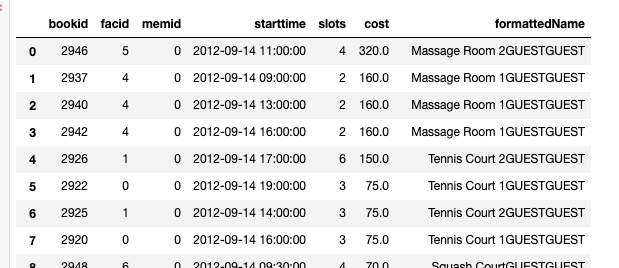 bookid facid memid starttime slots cost formattedName
0 2946 5 0 2012-09-14 11:00:00 4 320.0 Massage Room 2GUESTGUEST
1 2937 4 0 2012-09-14 09:00:00 2 160.0 Massage Room 1GUESTGUEST
2 2940 4 0 2012-09-14 13:00:00 2 160.0 Massage Room 1GUESTGUEST
3 2942 4 0 2012-09-14 16:00:00 2 160.0 Massage Room 1GUESTGUEST
4 2926 1 0 2012-09-14 17:00:00 6 150.0 Tennis Court 2GUESTGUEST
5 2922 0 0 2012-09-14 19:00:00 3 75.0 Tennis Court 1GUESTGUEST
6 2925 1 0 2012-09-14 14:00:00 3 75.0 Tennis Court 2GUESTGUEST
7 2920 0 0 2012-09-14 16:00:00 3 75.0 Tennis Court 1GUESTGUEST
8 2948 6 0 2012-09-14 09:30:00 4 70.0 Squash CourtGUESTGUEST